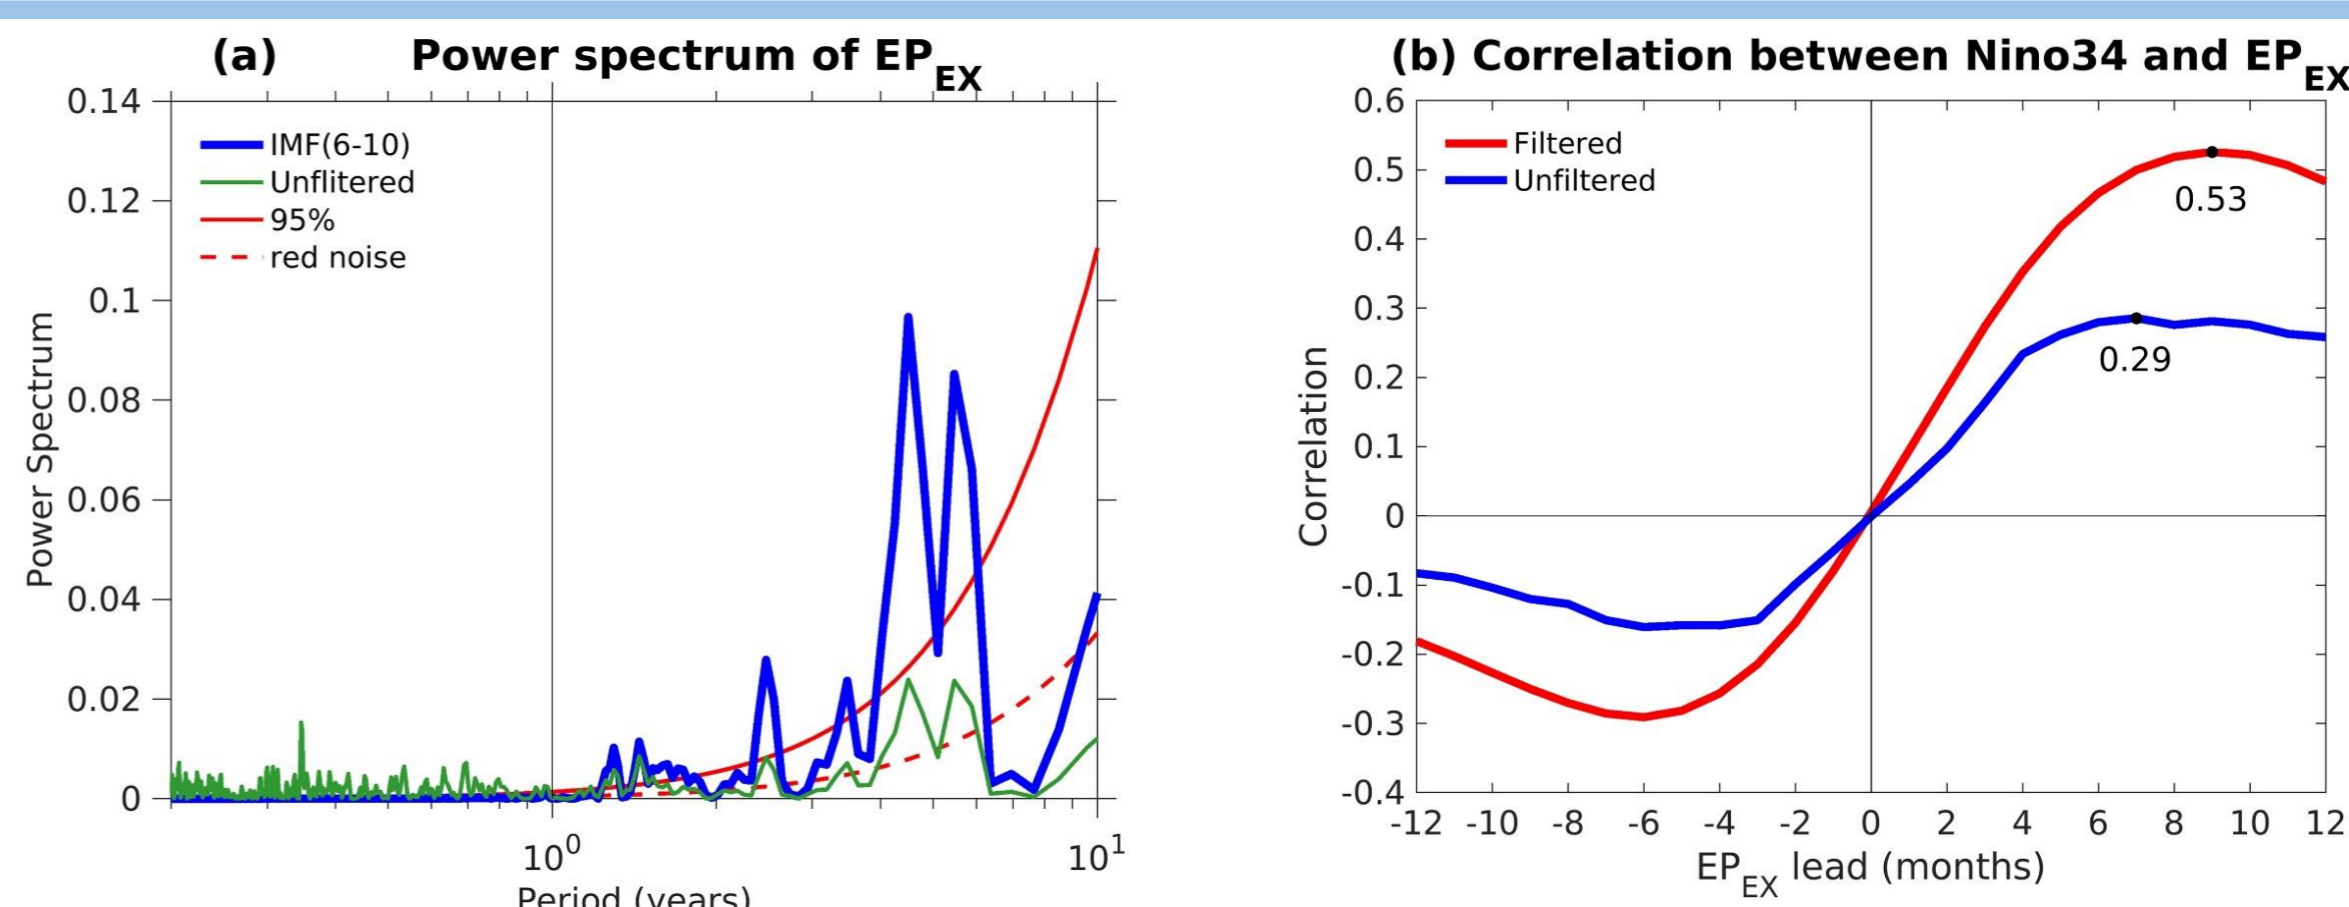 (a) Power spectrum of EP_EX
0.14
0.12
0.1
0.08
0.06
0.04
0.02
0
Power Spectrum
IMF(6-10)
Unflitered
95%
red noise
10^0
10^1
Period (years)
(b) Correlation between Nino34 and EP_EX
0.6
0.5
0.4
0.3
0.2
0.1
0
-0.1
-0.2
-0.3
-0.4
Correlation
Filtered
Unfiltered
0.53
0.29
-12 -10 -8 -6 -4 -2 0 2 4 6 8 10 12
EP_EX lead (months)